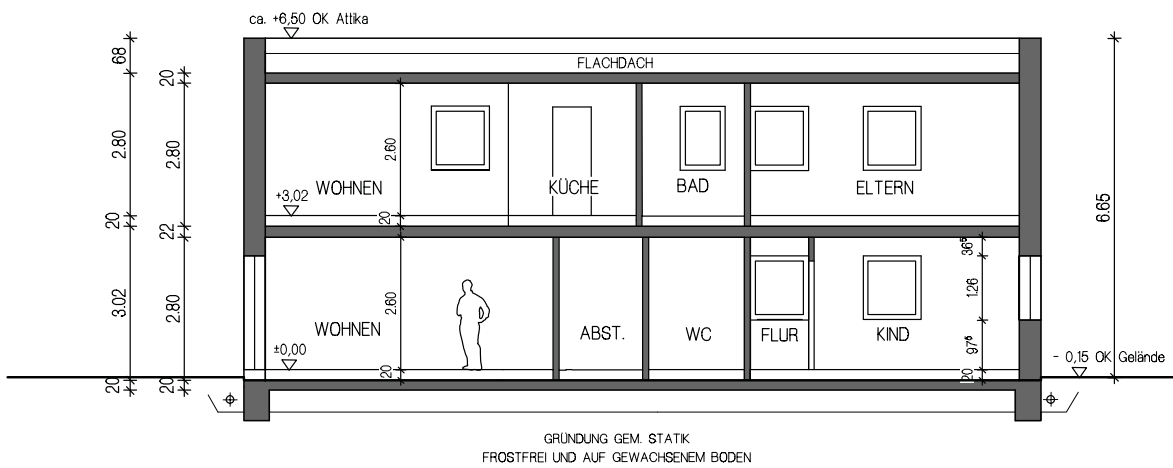 ca. +6,50 OK Attika
68
20
FLACHDACH
2.80
2.80
2.60
WOHNEN
KÜCHE
BAD
ELTERN
+3,02
20
20
22
6.65
36⁵
3.02
2.80
2.60
1.26
WOHNEN
ABST.
WC
FLUR
KIND
97⁵
±0,00
- 0,15 OK Gelände
20
20
20
20
GRÜNDUNG GEM. STATIK
FROSTFREI UND AUF GEWACHSENEM BODEN